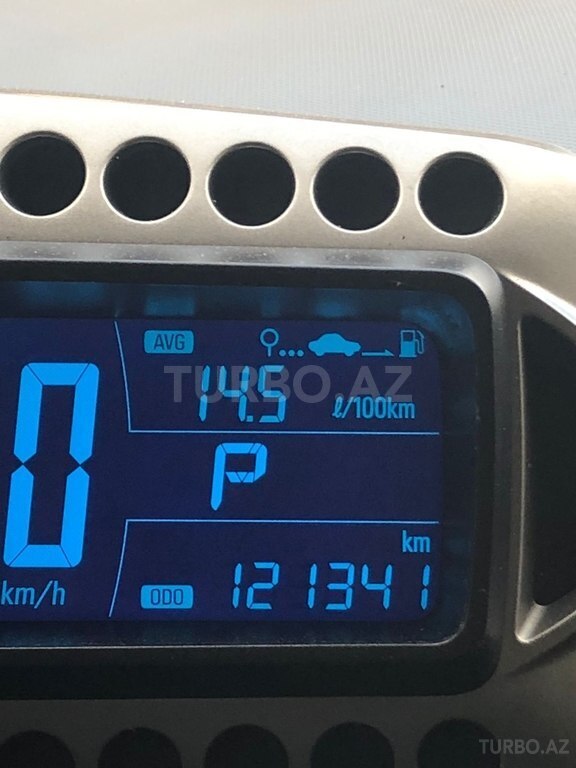 AVG
14.5 ℓ/100km
TURBO.AZ
P
0
km/h
km
ODO 121341
TURBO.AZ